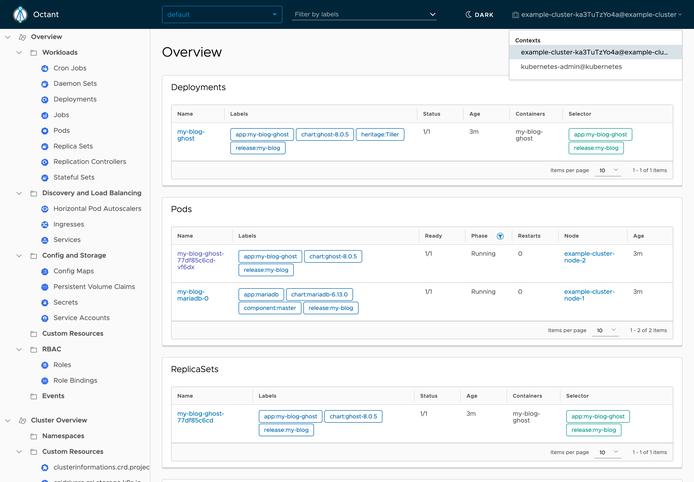 Octant
default
Filter by labels
DARK
example-cluster-ka3TuTzYo4a@example-cluster
Contexts
example-cluster-ka3TuTzYo4a@example-clu...
kubernetes-admin@kubernetes
Overview
Workloads
Cron Jobs
Daemon Sets
Deployments
Jobs
Pods
Replica Sets
Replication Controllers
Stateful Sets
Discovery and Load Balancing
Horizontal Pod Autoscalers
Ingresses
Services
Config and Storage
Config Maps
Persistent Volume Claims
Secrets
Service Accounts
Custom Resources
RBAC
Roles
Role Bindings
Events
Cluster Overview
Namespaces
Custom Resources
clusterinformations.crd.projec
Overview
Deployments
Name Labels Status Age Containers Selector
my-blog-ghost app:my-blog-ghost chart:ghost-8.0.5 heritage:Tiller 1/1 3m my-blog-ghost app:my-blog-ghost
release:my-blog release:my-blog
Items per page 10 1 - 1 of 1 items
Pods
Name Labels Ready Phase Restarts Node Age
my-blog-ghost-77df85c6cd-vf6dx app:my-blog-ghost chart:ghost-8.0.5 1/1 Running 0 example-cluster-node-2 3m
release:my-blog
my-blog-mariadb-0 app:mariadb chart:mariadb-6.13.0 1/1 Running 0 example-cluster-node-1 3m
component:master release:my-blog
Items per page 10 1 - 2 of 2 items
ReplicaSets
Name Labels Status Age Containers Selector
my-blog-ghost-77df85c6cd app:my-blog-ghost chart:ghost-8.0.5 1/1 3m my-blog-ghost app:my-blog-ghost
release:my-blog release:my-blog
Items per page 10 1 - 1 of 1 items